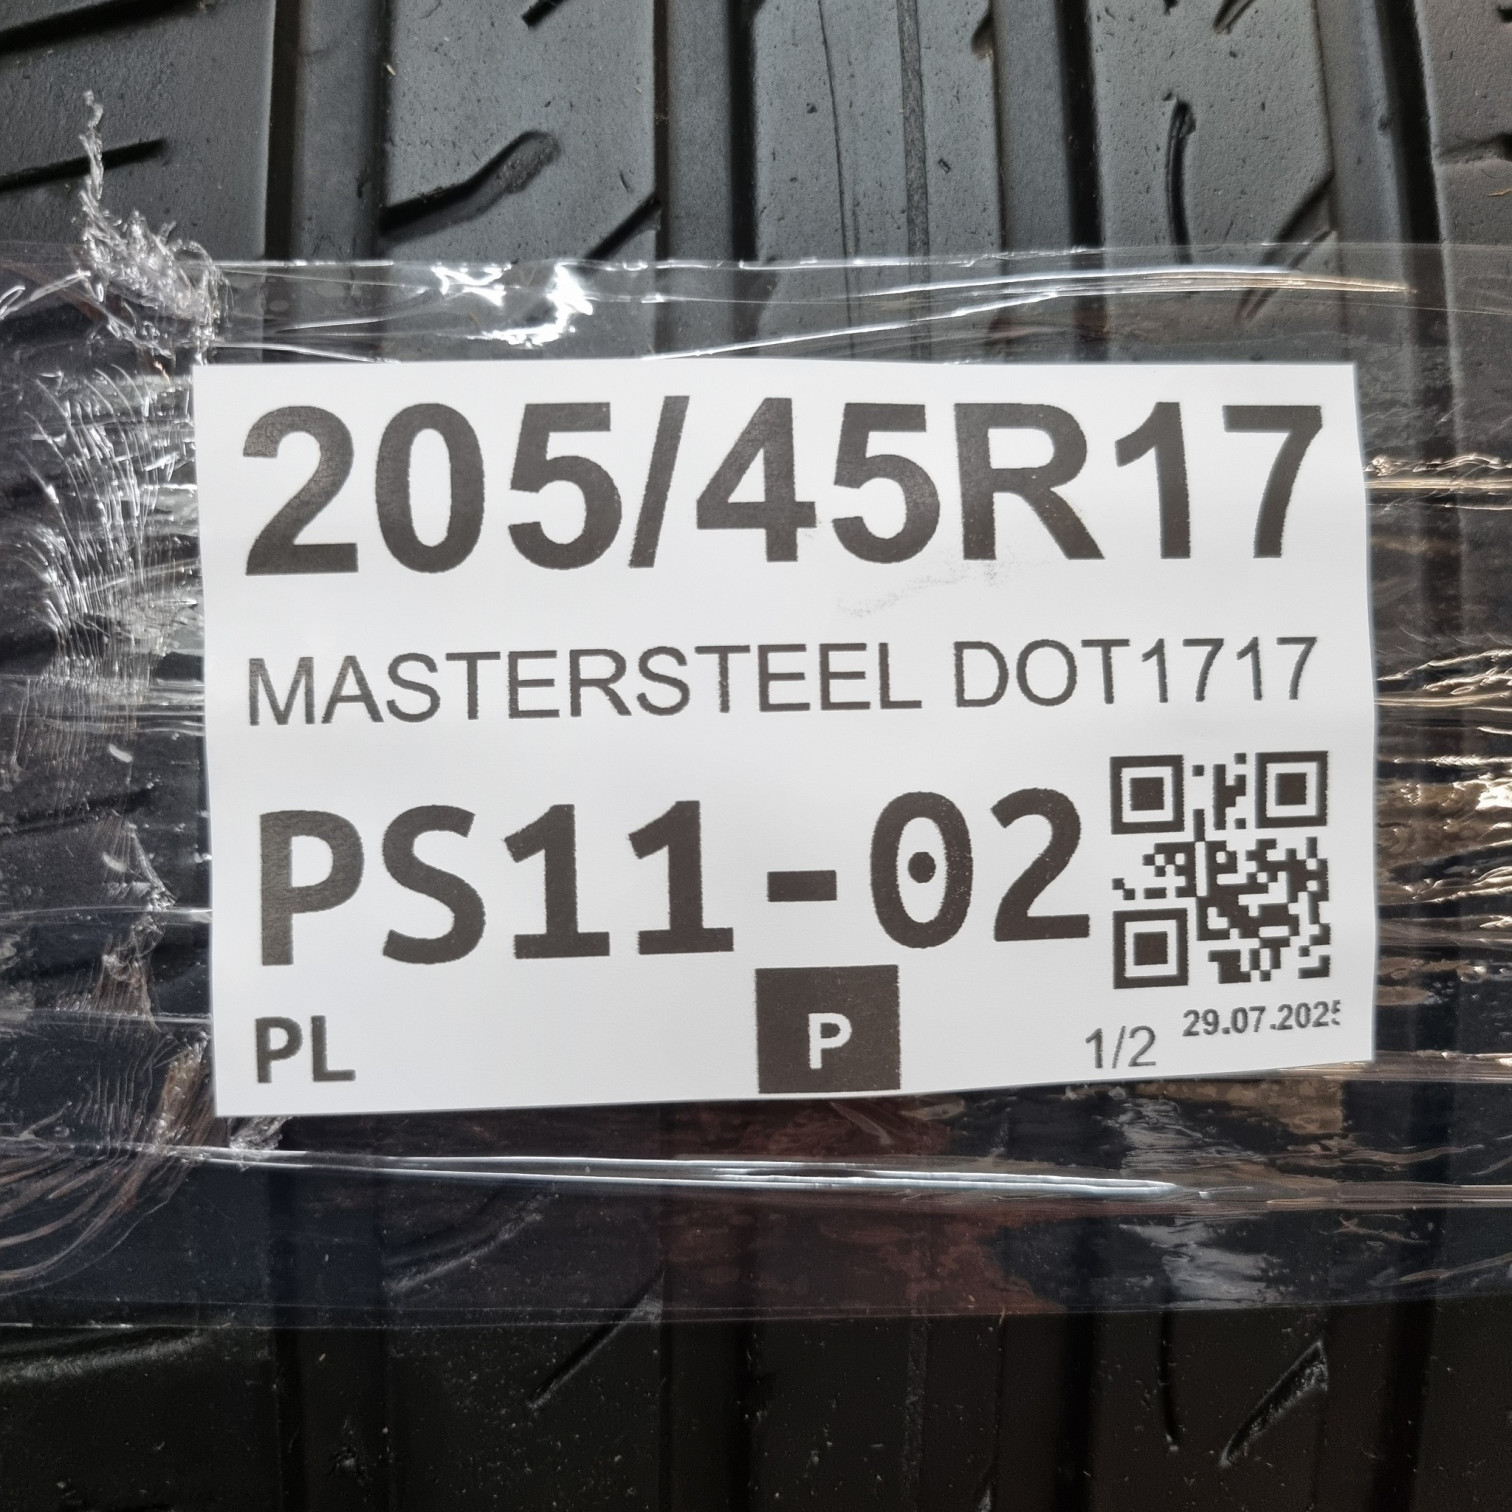 205/45R17
MASTERSTEEL DOT1717
PS11-02
PL P 1/2 29.07.2025